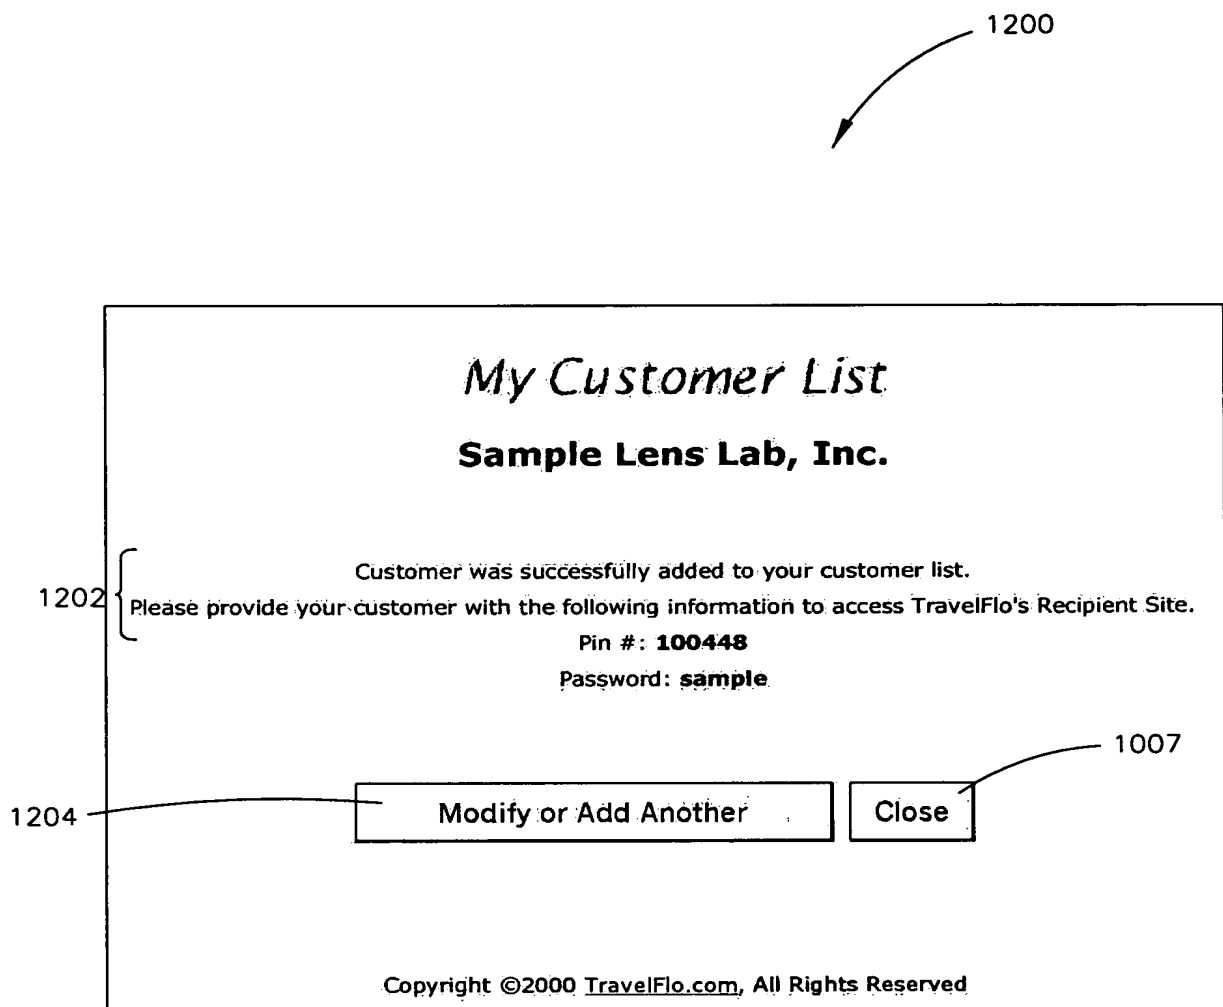 1200
My Customer List
Sample Lens Lab, Inc.
Customer was successfully added to your customer list.
1202
Please provide your customer with the following information to access TravelFlo's Recipient Site.
Pin #: 100448
Password: sample
1007
1204
Modify or Add Another
Close
Copyright ©2000 TravelFlo.com, All Rights Reserved